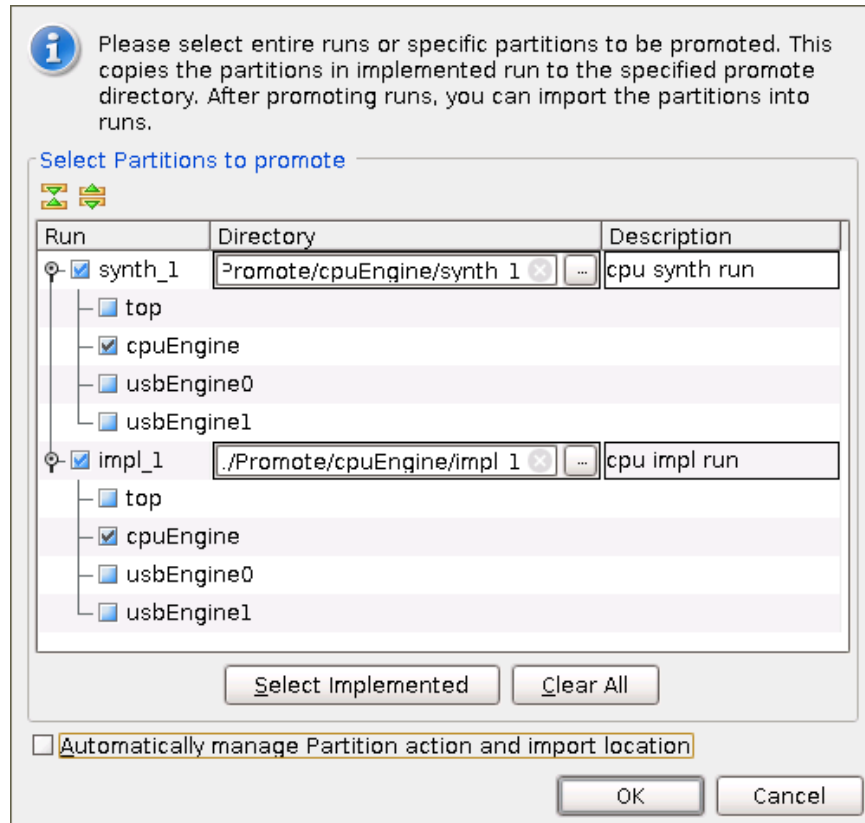 Please select entire runs or specific partitions to be promoted. This
copies the partitions in implemented run to the specified promote
directory. After promoting runs, you can import the partitions into
runs.
Select Partitions to promote
Run Directory Description
synth_1 Promote/cpuEngine/synth_1 ... cpu synth run
top
cpuEngine
usbEngine0
usbEngine1
impl_1 ./Promote/cpuEngine/impl_1 ... cpu impl run
top
cpuEngine
usbEngine0
usbEngine1
Select Implemented Clear All
Automatically manage Partition action and import location
OK Cancel